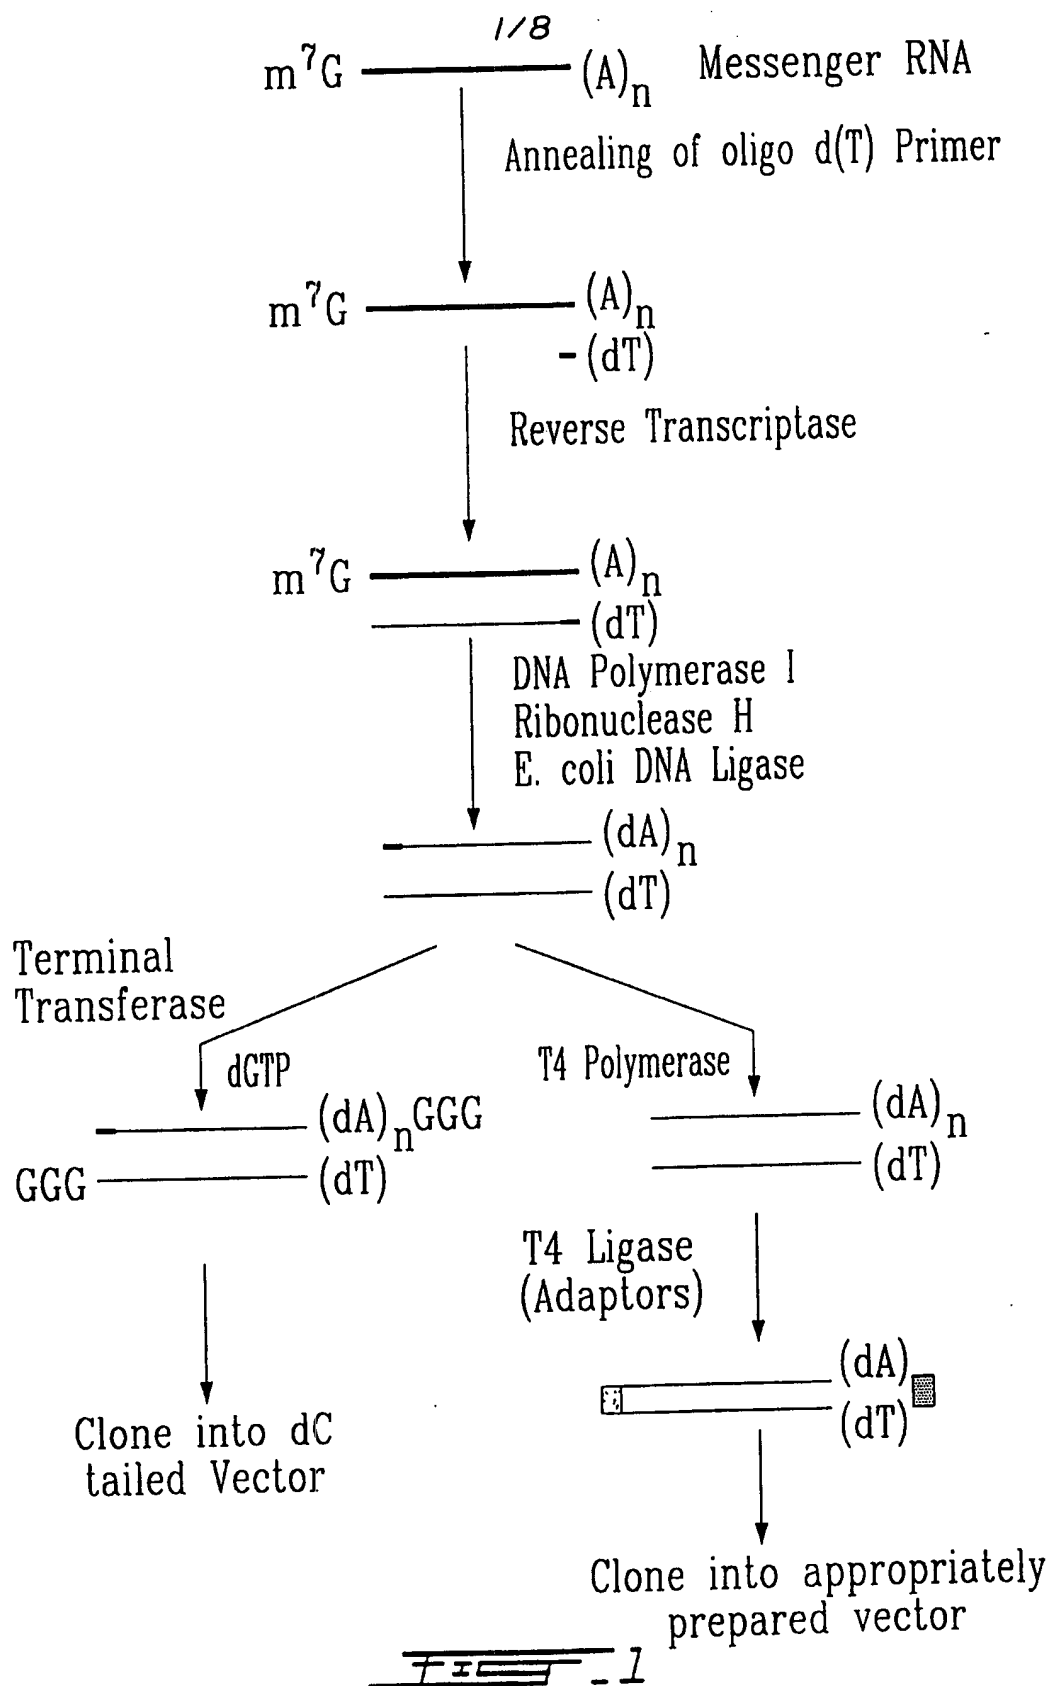 1/8
m⁷G (A)n Messenger RNA
Annealing of oligo d(T) Primer
m⁷G (A)n
(dT)
Reverse Transcriptase
m⁷G (A)n
(dT)
DNA Polymerase I
Ribonuclease H
E. coli DNA Ligase
(dA)n
(dT)
Terminal
Transferase
dGTP
(dA)nGGG
GGG (dT)
Clone into dC
tailed Vector
T4 Polymerase
(dA)n
(dT)
T4 Ligase
(Adaptors)
(dA)
(dT)
Clone into appropriately
prepared vector
FIG_1